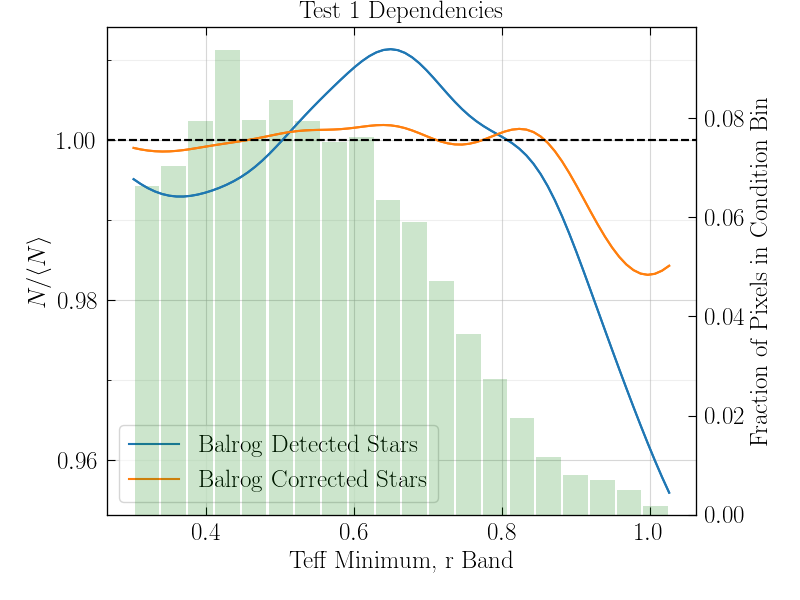 Test 1 Dependencies
1.00
0.98
0.96
N/⟨N⟩
0.08
0.06
0.04
0.02
0.00
Fraction of Pixels in Condition Bin
Balrog Detected Stars
Balrog Corrected Stars
0.4 0.6 0.8 1.0
Teff Minimum, r Band